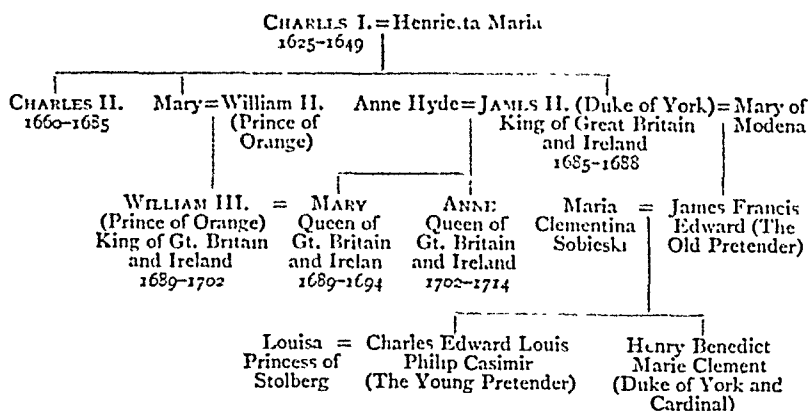 CHARLES I. = Henrietta Maria
1625-1649
CHARLES II. Mary = William II. Anne Hyde = JAMES II. (Duke of York) = Mary of
1660-1685 (Prince of King of Great Britain Modena
Orange) and Ireland
1685-1688
WILLIAM III. = MARY ANNE Maria = James Francis
(Prince of Orange) Queen of Queen of Clementina Edward (The
King of Gt. Britain Gt. Britain Gt. Britain Sobieski Old Pretender)
and Ireland and Irelan and Ireland
1689-1702 1689-1694 1702-1714
Louisa = Charles Edward Louis Henry Benedict
Princess of Philip Casimir Marie Clement
Stolberg (The Young Pretender) (Duke of York and
Cardinal)